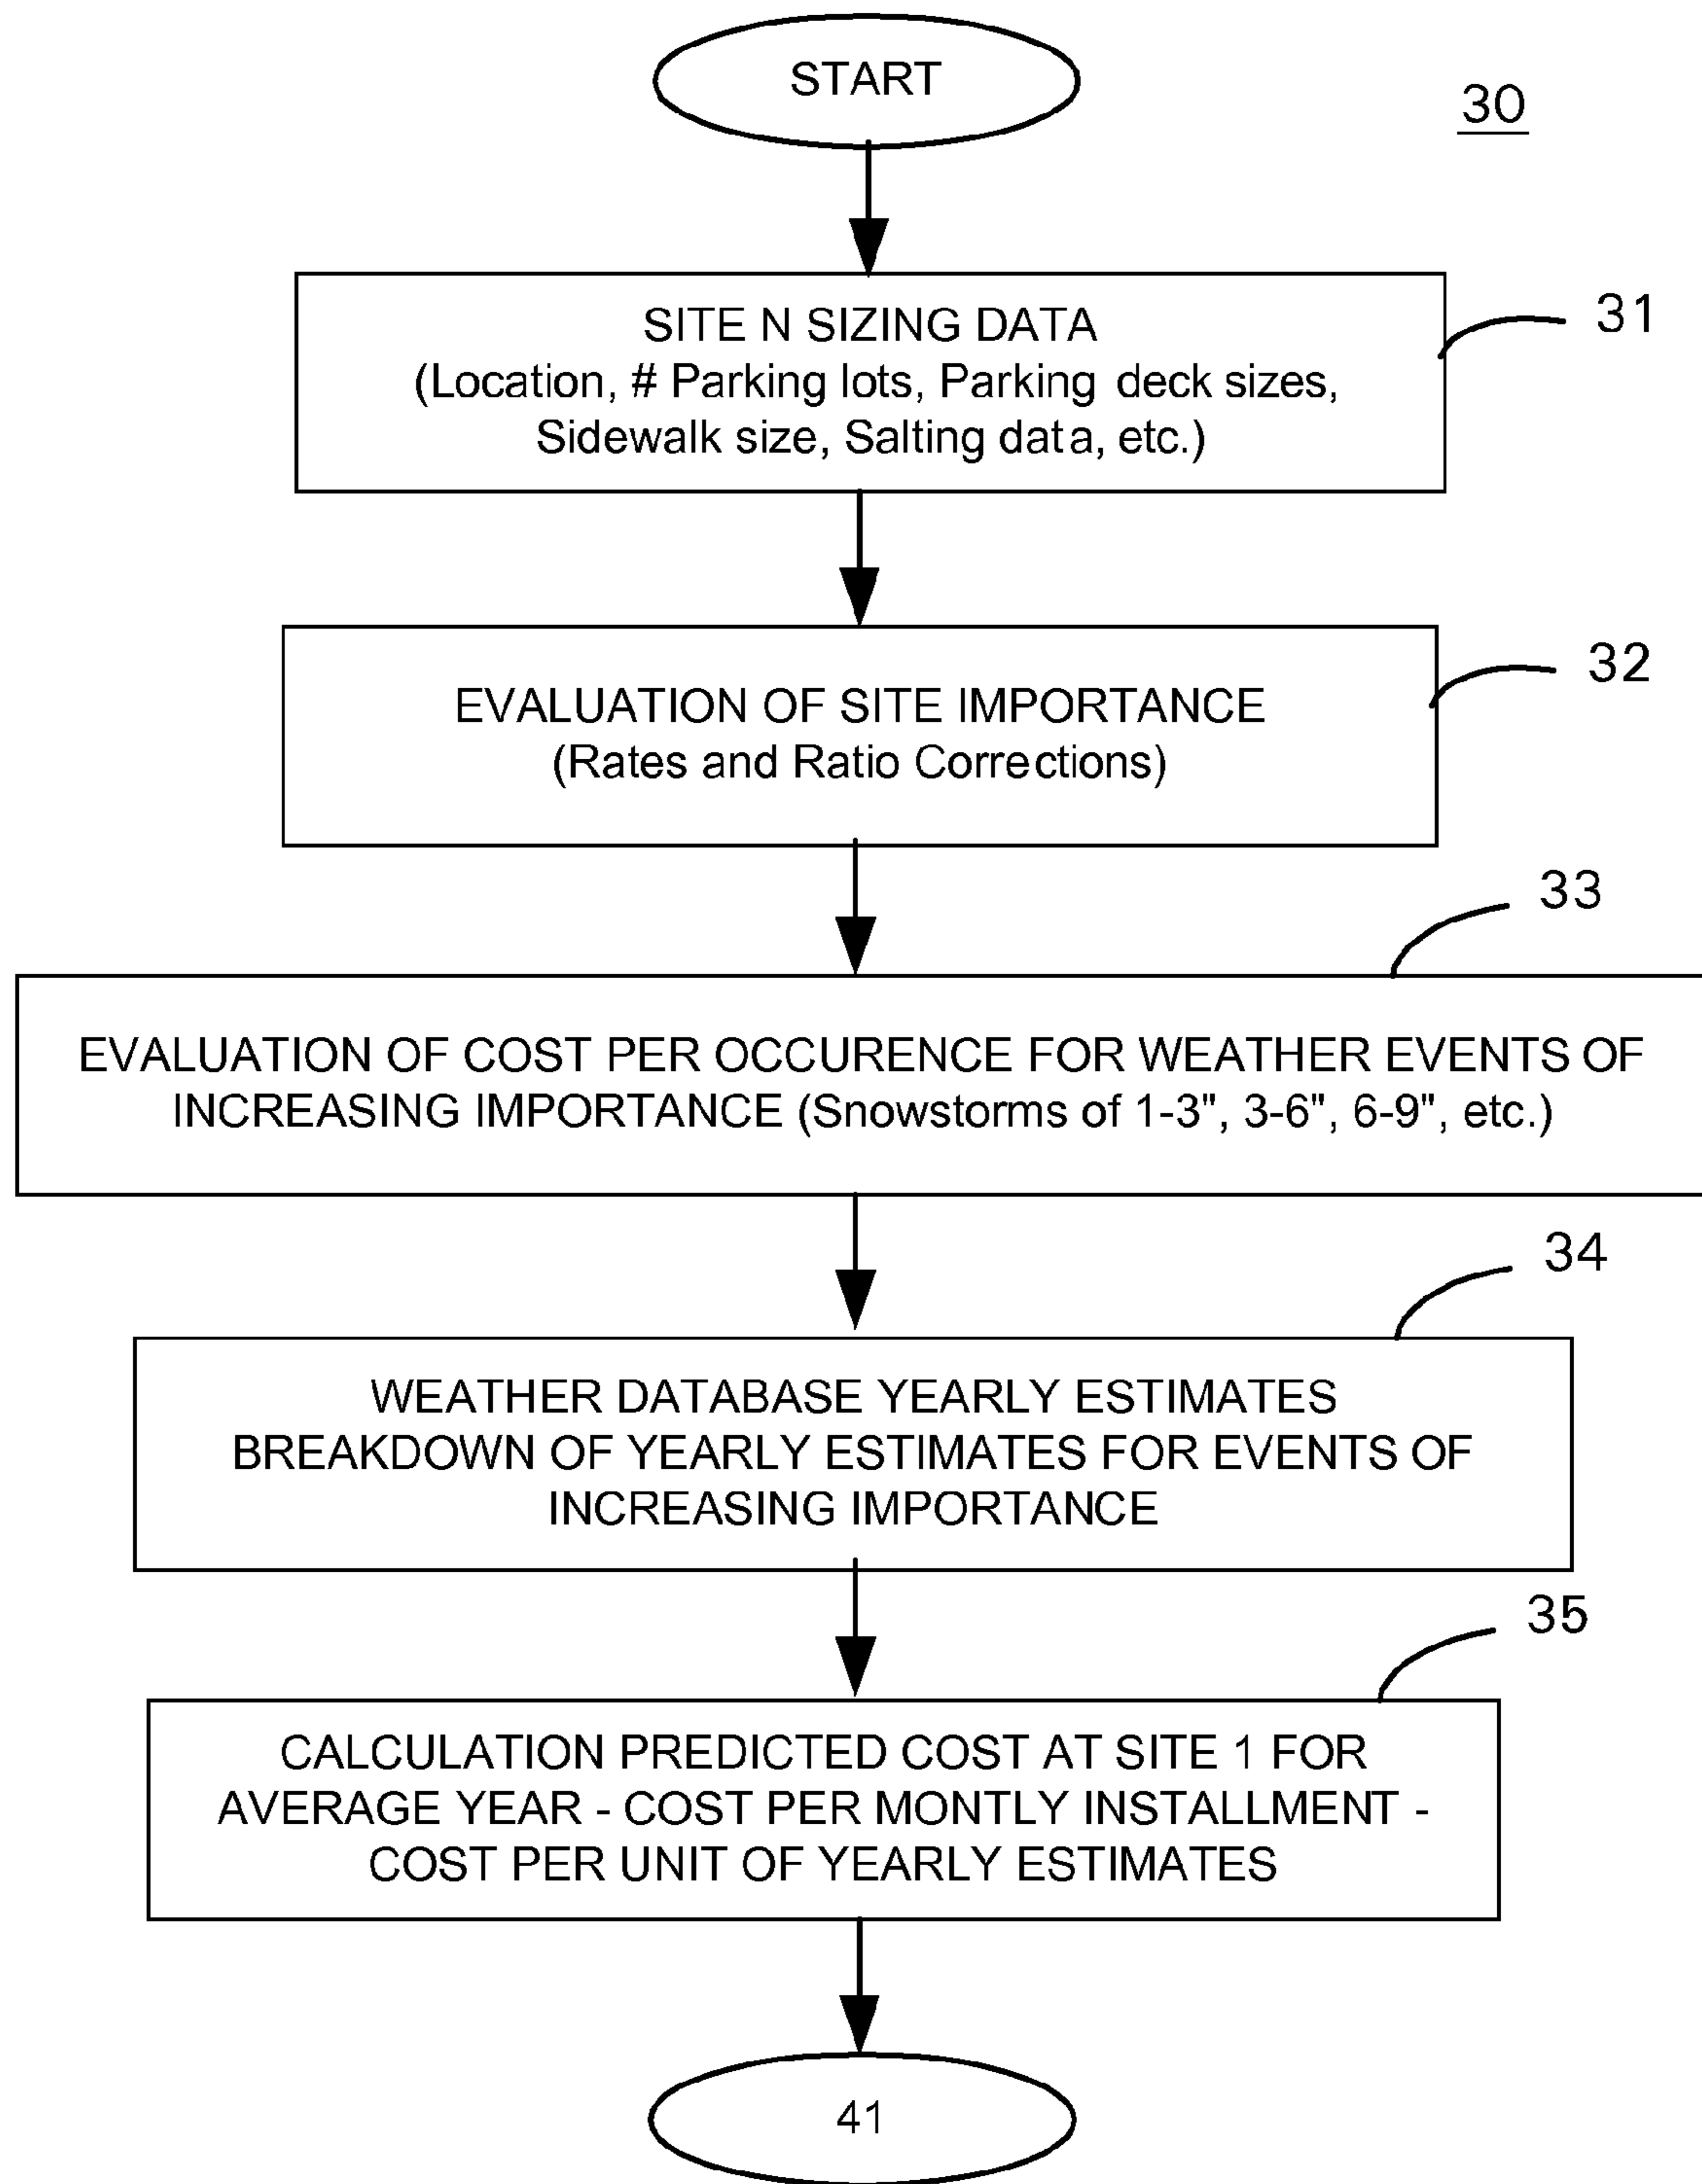 START
30
SITE N SIZING DATA
(Location, # Parking lots, Parking deck sizes,
Sidewalk size, Salting data, etc.)
31
EVALUATION OF SITE IMPORTANCE
(Rates and Ratio Corrections)
32
33
EVALUATION OF COST PER OCCURENCE FOR WEATHER EVENTS OF
INCREASING IMPORTANCE (Snowstorms of 1-3", 3-6", 6-9", etc.)
34
WEATHER DATABASE YEARLY ESTIMATES
BREAKDOWN OF YEARLY ESTIMATES FOR EVENTS OF
INCREASING IMPORTANCE
35
CALCULATION PREDICTED COST AT SITE 1 FOR
AVERAGE YEAR - COST PER MONTLY INSTALLMENT -
COST PER UNIT OF YEARLY ESTIMATES
41